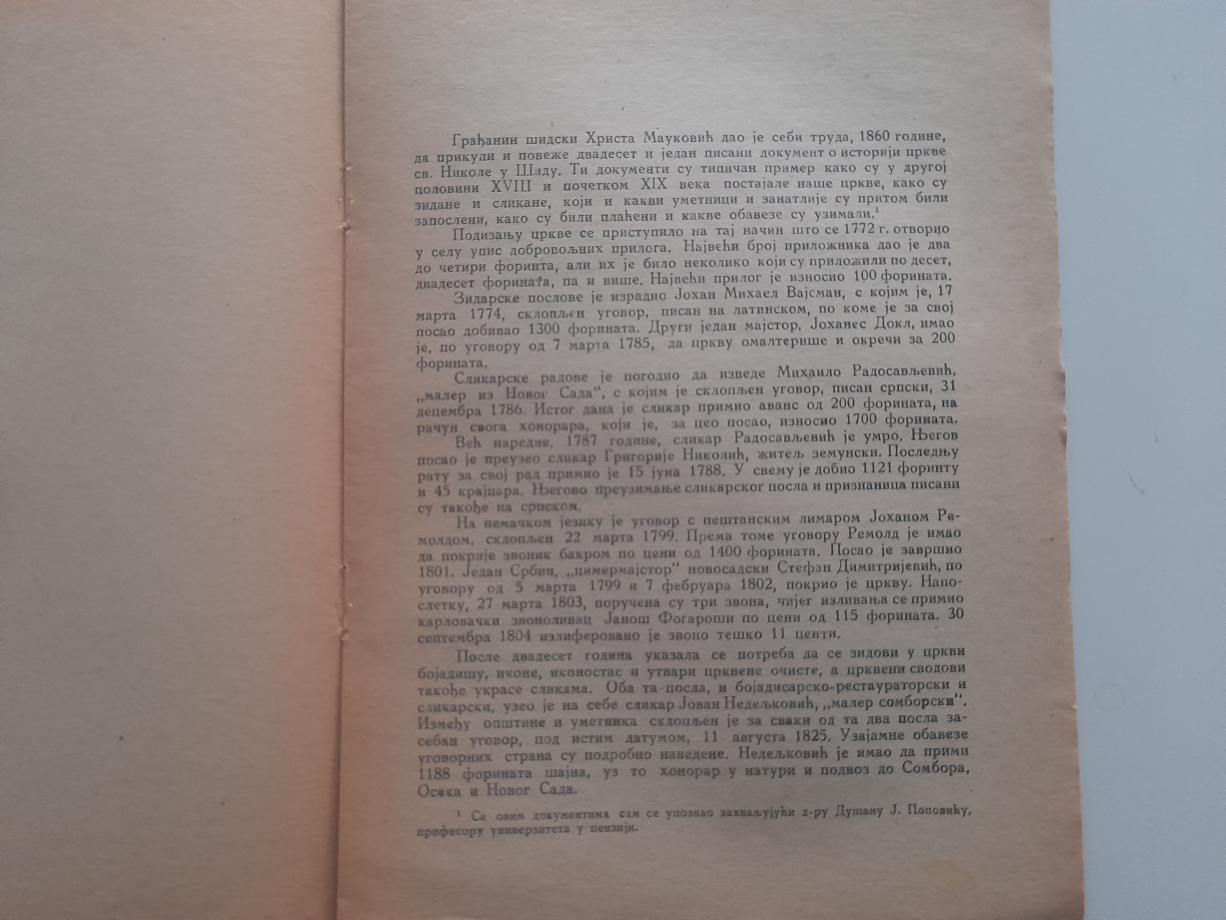 Грађанин шидски Христа Мауковић дао је себи труда, 1860 године,
да прикупи и повеже двадесет и један писани документ о историји цркве
св. Николе у Шиду. Ти документи су типичан пример како су у другој
половини XVIII и почетком XIX века постајале наше цркве, како су
зидане и сликане, који и какви уметници и занатлије су притом били
запослени, како су били плаћени и какве обавезе су узимали.¹
Подизању цркве се приступило на тај начин што се 1772 г. отворио
у селу упис добровољних прилога. Највећи број приложника дао је два
до четири форинта, али их је било неколико који су приложили по десет,
двадесет форината, па и више. Највећи прилог је износио 100 форината.
Зидарске послове је израдио Јохан Михаел Вајсман, с којим је, 17
марта 1774, склопљен уговор, писан на латинском, по коме је за свој
посао добивао 1300 форината. Други један мајстор, Јоханес Докл, имао
је, по уговору од 7 марта 1785, да цркву омалтерише и окречи за 200
форината.
Сликарске радове је погодио да изведе Михаило Радосављевић,
„малер из Новог Сада“, с којим је склопљен уговор, писан српски, 31
децембра 1786. Истог дана је сликар примио аванс од 200 форината, на
рачун свога хонорара, који је, за цео посао, износио 1700 форината.
Већ наредне, 1787 године, сликар Радосављевић је умро. Његов
посао је преузео сликар Григорије Николић, житељ земунски. Последњу
рату за свој рад примио је 15 јуна 1788. У свему је добио 1121 форинту
и 45 крајцара. Његово преузимање сликарског посла и признаница писани
су такође на српском.
На немачком језику је уговор с пештанским лимаром Јоханом Ре-
молдом, склопљен 22 марта 1799. Према томе уговору Ремолд је имао
да покрије звоник бакром по цени од 1400 форината. Посао је завршио
1801. Један Србин, „цимермајстор“ новосадски Стефан Димитријевић, по
уговору од 5 марта 1799 и 7 фебруара 1802, покрио је цркву. Напо-
слетку, 27 марта 1803, поручена су три звона, чијег изливања се примио
карловачки звоноливац Јанош Фогароши по цени од 115 форината. 30
септембра 1804 излиферовано је звоно тешко 11 центи.
После двадесет година указала се потреба да се зидови у цркви
бојадишу, иконе, иконостас и утвари црквене очисте, а црквени сводови
такође украсе сликама. Оба та посла, и бојадисарско-рестаураторски и
сликарски, узео је на себе сликар Јован Недељковић, „малер сомборски“.
Између општине и уметника склопљен је за сваки од та два посла за-
себан уговор, под истим датумом, 11 августа 1825. Узајамне обавезе
уговорних страна су подробно наведене. Недељковић је имао да прими
1188 форината шајна, уз то хонорар у натури и подвоз до Сомбора,
Осека и Новог Сада.
¹ Са овим документима сам се упознао захваљујући д-ру Душану Ј. Поповићу,
професору универзитета у пензији.